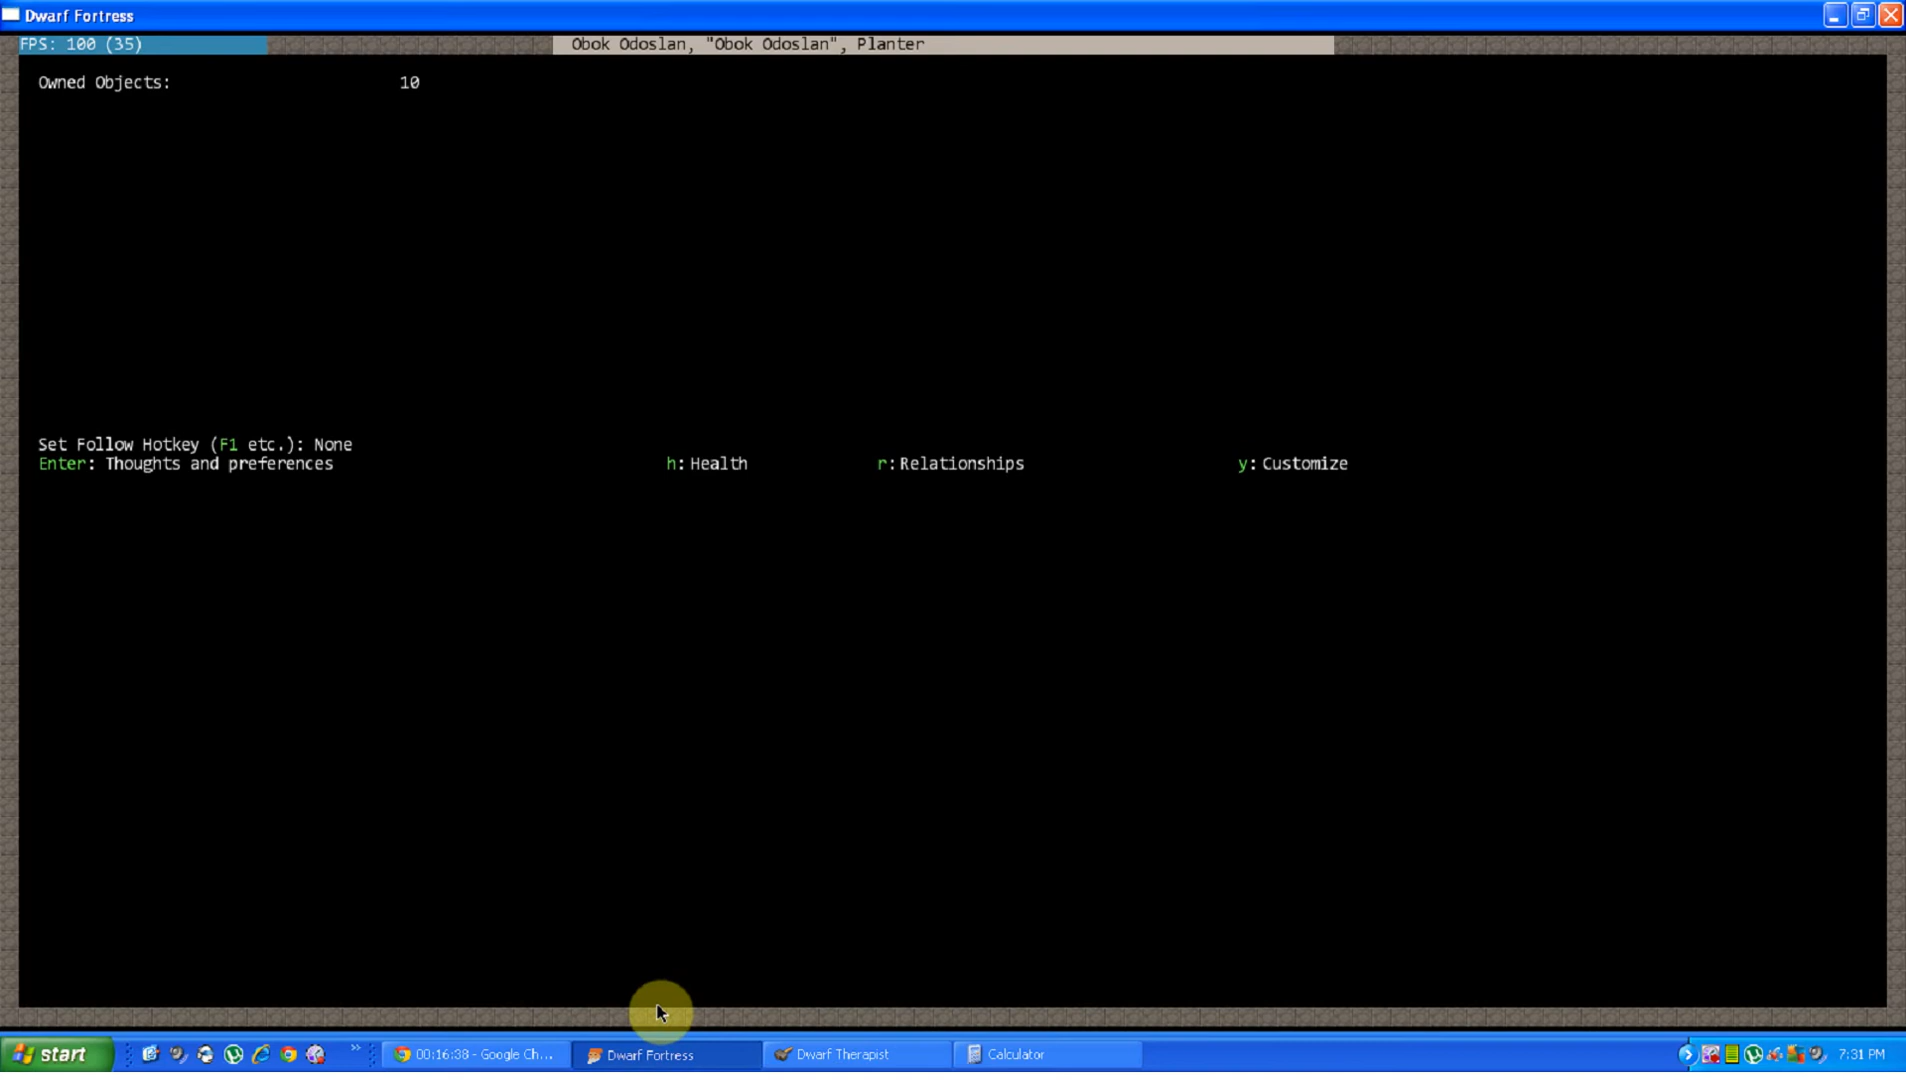 Dwarf Fortress
FPS: 100 (35)
Obok Odoslan, "Obok Odoslan", Planter
Owned Objects: 10
Set Follow Hotkey (F1 etc.): None
Enter: Thoughts and preferences h:Health r:Relationships y:Customize
start
00:16:38 - Google Ch...
Dwarf Fortress
Dwarf Therapist
Calculator
7:31 PM